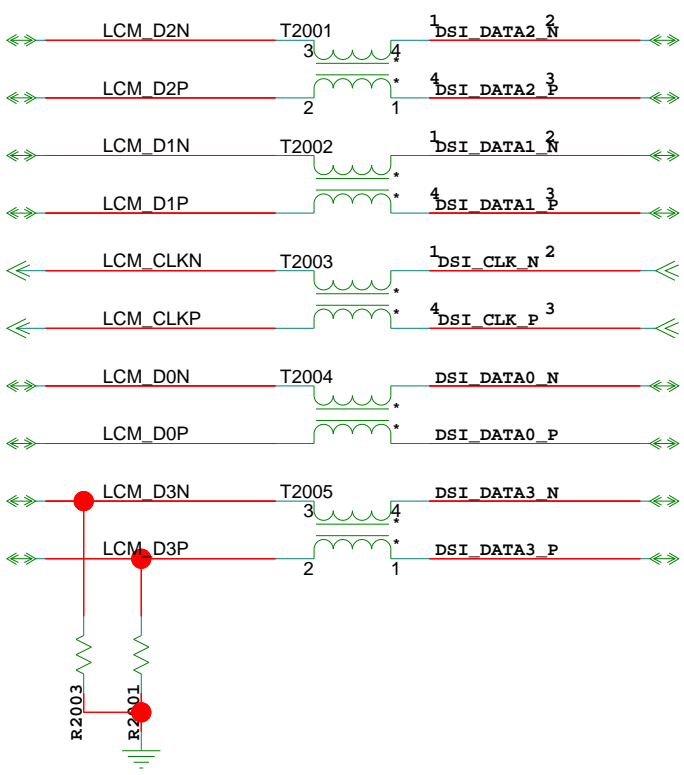 LCM_D2N T2001 1 DSI_DATA2_N 2
3 4
*
*
LCM_D2P 4 DSI_DATA2_P 3
2 1
LCM_D1N T2002 1 DSI_DATA1_N 2
*
LCM_D1P * 4 DSI_DATA1_P 3
LCM_CLKN T2003 1 DSI_CLK_N 2
*
LCM_CLKP * 4 DSI_CLK_P 3
LCM_D0N T2004 DSI_DATA0_N
*
LCM_D0P * DSI_DATA0_P
LCM_D3N T2005 DSI_DATA3_N
3 4
*
*
LCM_D3P DSI_DATA3_P
2 1
R2003 R2001